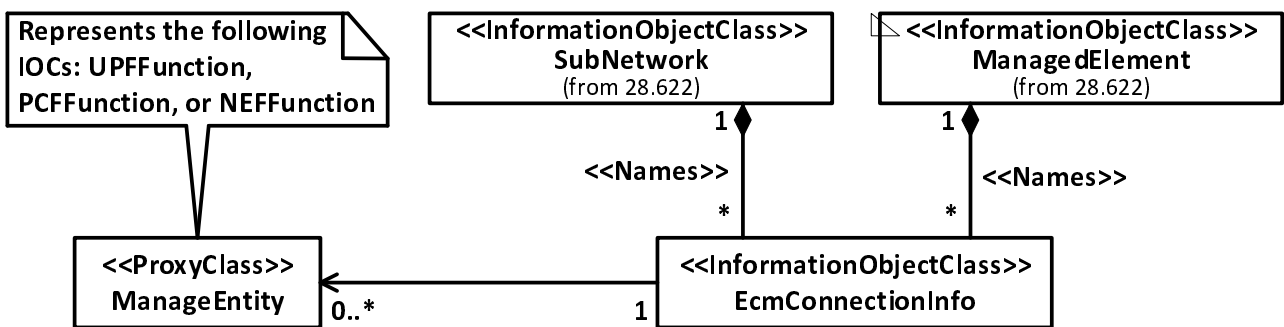 Represents the following
IOCs: UPFFunction,
PCFFunction, or NEFFunction
<<InformationObjectClass>>
SubNetwork
(from 28.622)
<<InformationObjectClass>>
ManagedElement
(from 28.622)
1
1
<<Names>>
<<Names>>
*
*
<<ProxyClass>>
ManageEntity
0..*
1
<<InformationObjectClass>>
EcmConnectionInfo